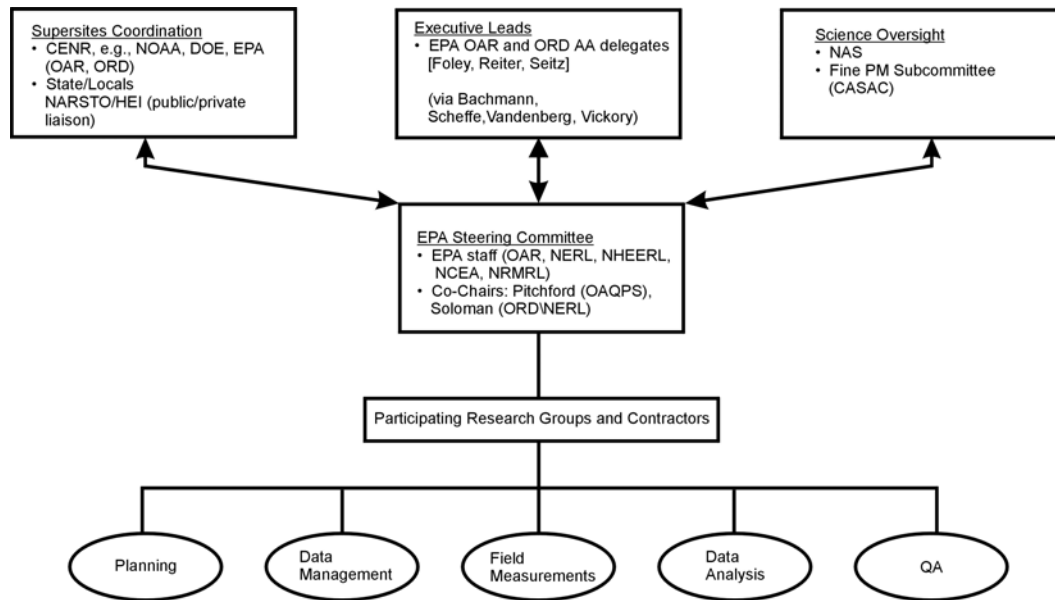 Supersites Coordination
• CENR, e.g., NOAA, DOE, EPA
(OAR, ORD)
• State/Locals
NARSTO/HEI (public/private
liaison)
Executive Leads
• EPA OAR and ORD AA delegates
[Foley, Reiter, Seitz]
(via Bachmann,
Scheffe,Vandenberg, Vickory)
Science Oversight
• NAS
• Fine PM Subcommittee
(CASAC)
EPA Steering Committee
• EPA staff (OAR, NERL, NHEERL,
NCEA, NRMRL)
• Co-Chairs: Pitchford (OAQPS),
Soloman (ORD\NERL)
Participating Research Groups and Contractors
Planning
Data
Management
Field
Measurements
Data
Analysis
QA